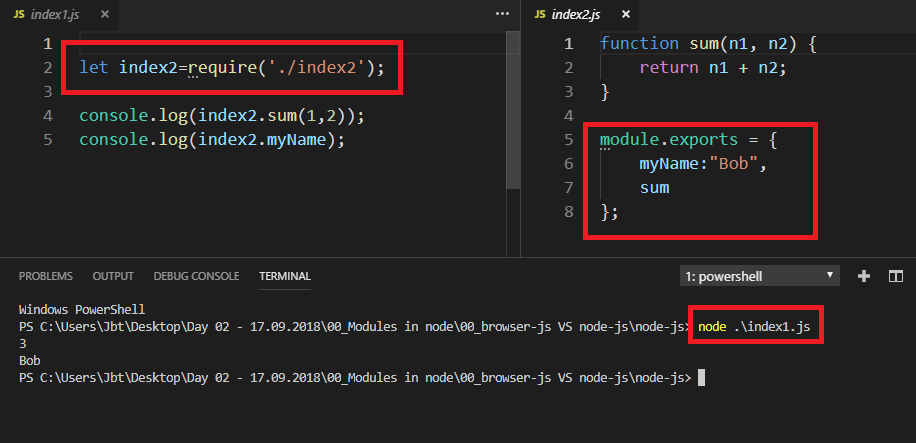 JS index1.js ×
1
2 let index2=require('./index2');
3
4 console.log(index2.sum(1,2));
5 console.log(index2.myName);
JS index2.js ×
1 function sum(n1, n2) {
2     return n1 + n2;
3 }
4
5 module.exports = {
6     myName:"Bob",
7     sum
8 };
PROBLEMS OUTPUT DEBUG CONSOLE TERMINAL 1: powershell
Windows PowerShell
PS C:\Users\Jbt\Desktop\Day 02 - 17.09.2018\00_Modules in node\00_browser-js VS node-js\node-js> node .\index1.js
3
Bob
PS C:\Users\Jbt\Desktop\Day 02 - 17.09.2018\00_Modules in node\00_browser-js VS node-js\node-js>